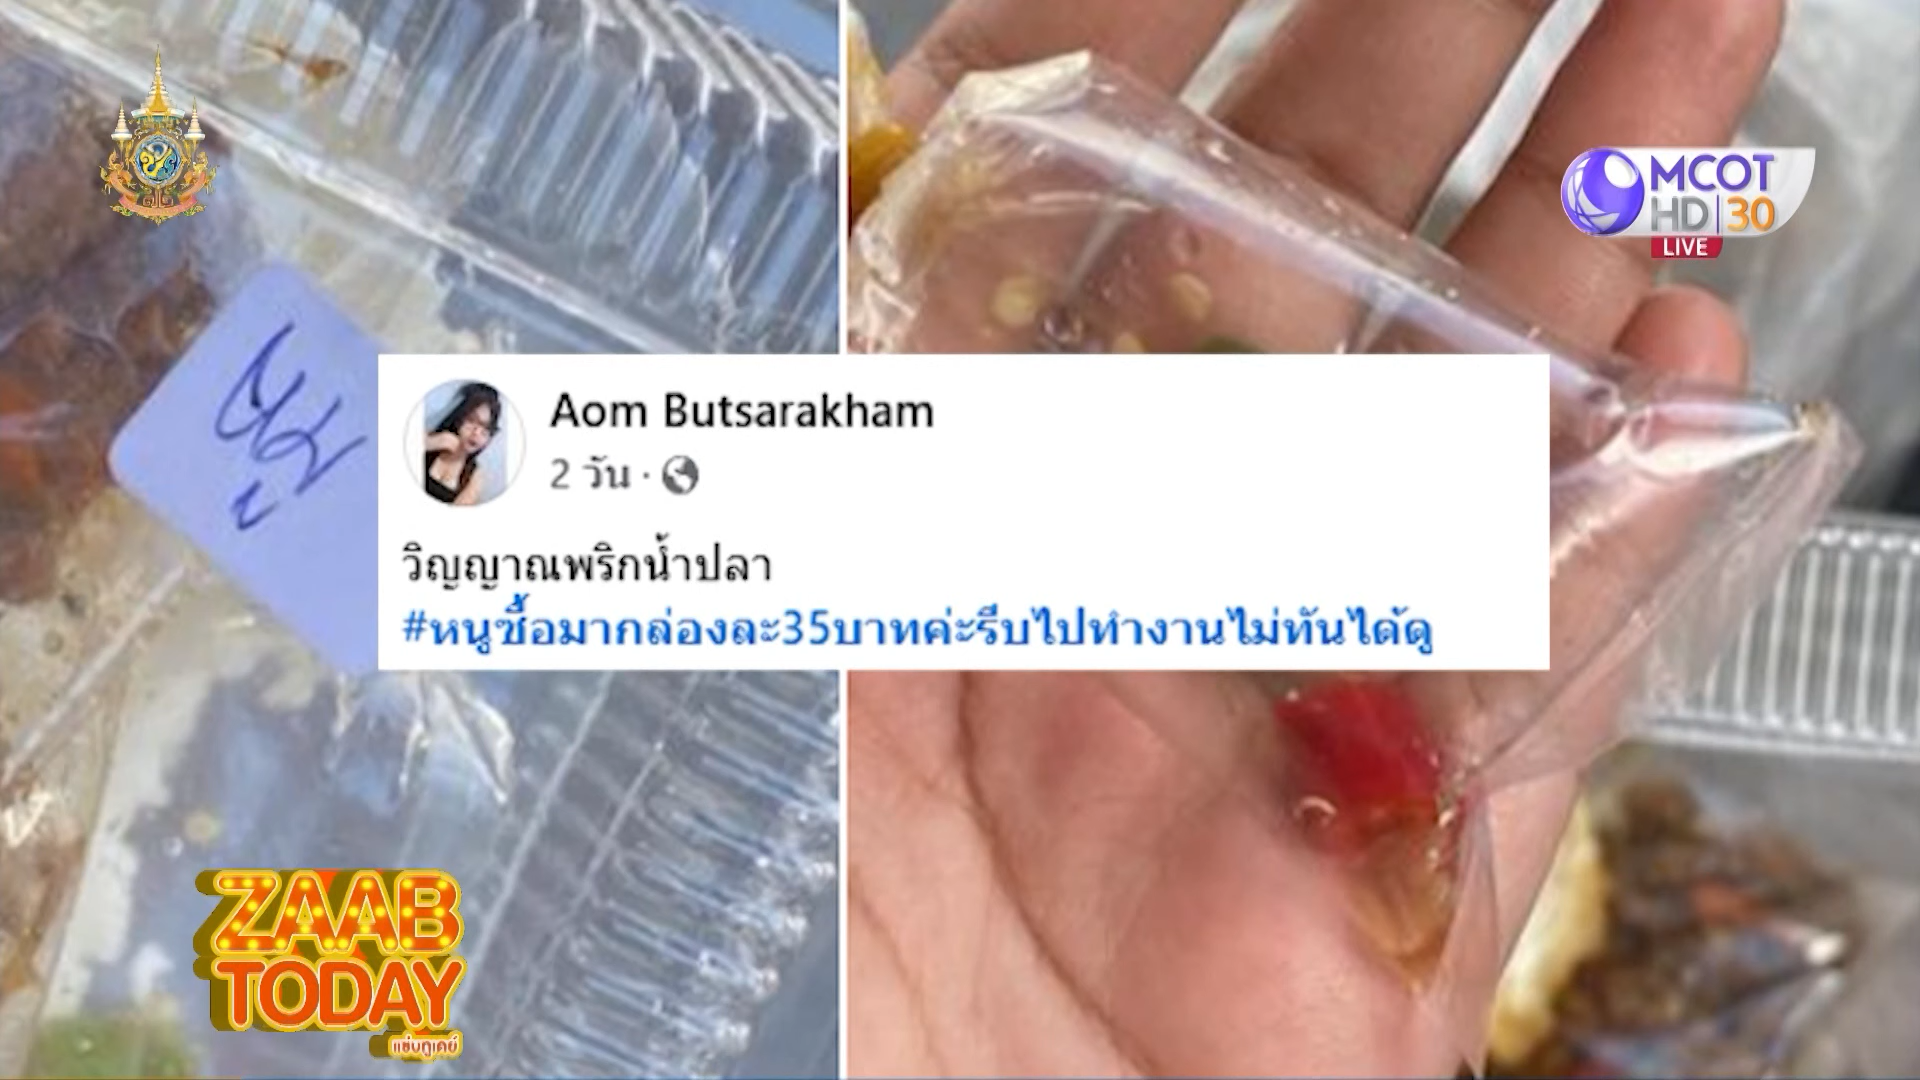 MCOT
HD 30
LIVE
Aom Butsarakham
2 วัน ·
วิญญาณพริกน้ำปลา
#หนูซื้อมากล่องละ35บาทค่ะรีบไปทำงานไม่ทันได้ดู
ZAAB
TODAY
แซ่บทูเดย์